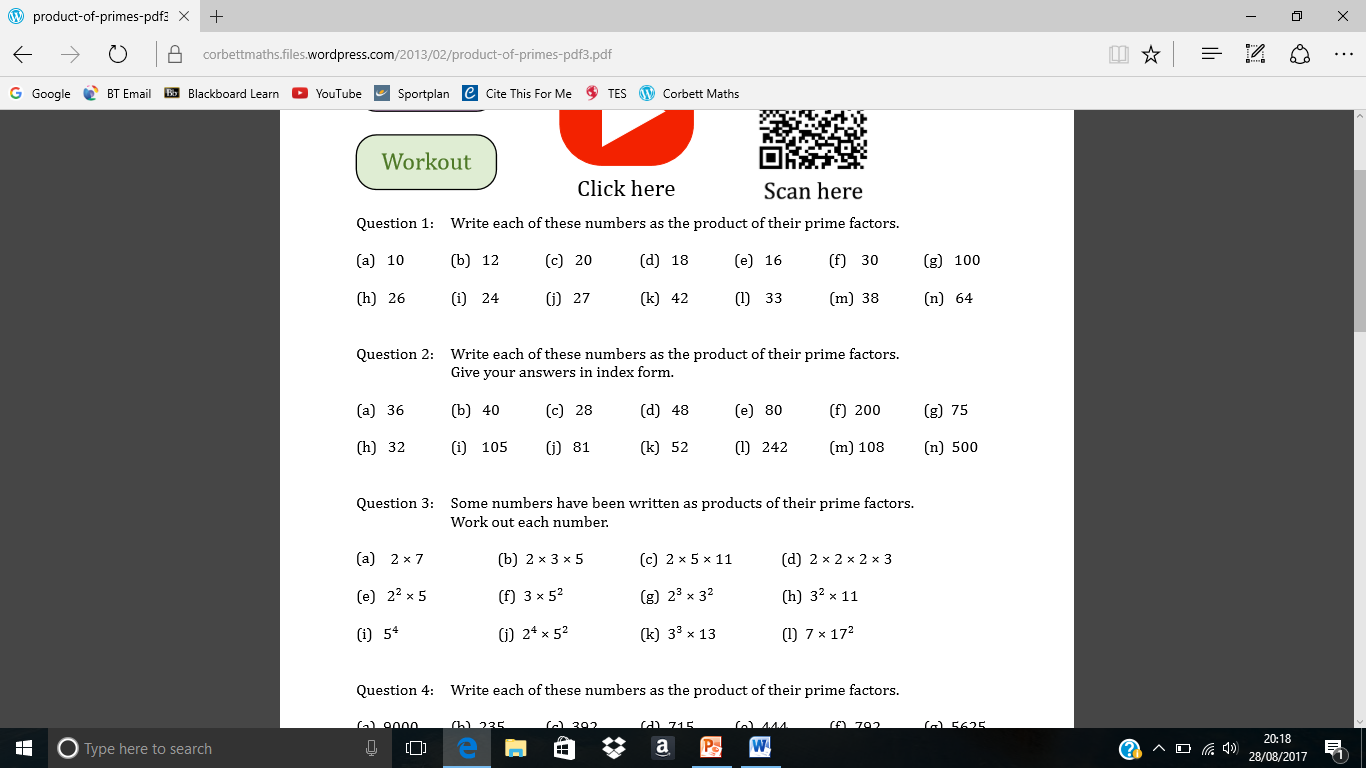 product-of-primes-pdf3
corbettmaths.files.wordpress.com/2013/02/product-of-primes-pdf3.pdf
Google BT Email Blackboard Learn YouTube Sportplan Cite This For Me TES Corbett Maths
Workout
Click here
Scan here
Question 1: Write each of these numbers as the product of their prime factors.
(a) 10 (b) 12 (c) 20 (d) 18 (e) 16 (f) 30 (g) 100
(h) 26 (i) 24 (j) 27 (k) 42 (l) 33 (m) 38 (n) 64
Question 2: Write each of these numbers as the product of their prime factors.
Give your answers in index form.
(a) 36 (b) 40 (c) 28 (d) 48 (e) 80 (f) 200 (g) 75
(h) 32 (i) 105 (j) 81 (k) 52 (l) 242 (m) 108 (n) 500
Question 3: Some numbers have been written as products of their prime factors.
Work out each number.
(a) 2 × 7 (b) 2 × 3 × 5 (c) 2 × 5 × 11 (d) 2 × 2 × 2 × 3
(e) 2² × 5 (f) 3 × 5² (g) 2³ × 3² (h) 3² × 11
(i) 5⁴ (j) 2⁴ × 5² (k) 3³ × 13 (l) 7 × 17²
Question 4: Write each of these numbers as the product of their prime factors.
(a) 9000 (b) 235 (c) 392 (d) 715 (e) 444 (f) 792 (g) 5625
Type here to search
20:18
28/08/2017